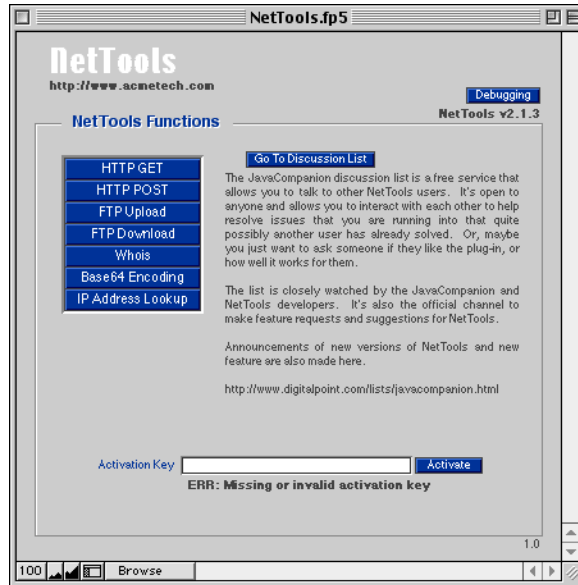 NetTools.fp5
NetTools
http://www.acmetech.com
Debugging
NetTools v2.1.3
NetTools Functions
HTTP GET
HTTP POST
FTP Upload
FTP Download
Whois
Base64 Encoding
IP Address Lookup
Go To Discussion List
The JavaCompanion discussion list is a free service that
allows you to talk to other NetTools users. It's open to
anyone and allows you to interact with each other to help
resolve issues that you are running into that quite
possibly another user has already solved. Or, maybe
you just want to ask someone if they like the plug-in, or
how well it works for them.
The list is closely watched by the JavaCompanion and
NetTools developers. It's also the official channel to
make feature requests and suggestions for NetTools.
Announcements of new versions of NetTools and new
feature are also made here.
http://www.digitalpoint.com/lists/javacompanion.html
Activation Key
Activate
ERR: Missing or invalid activation key
1.0
100
Browse